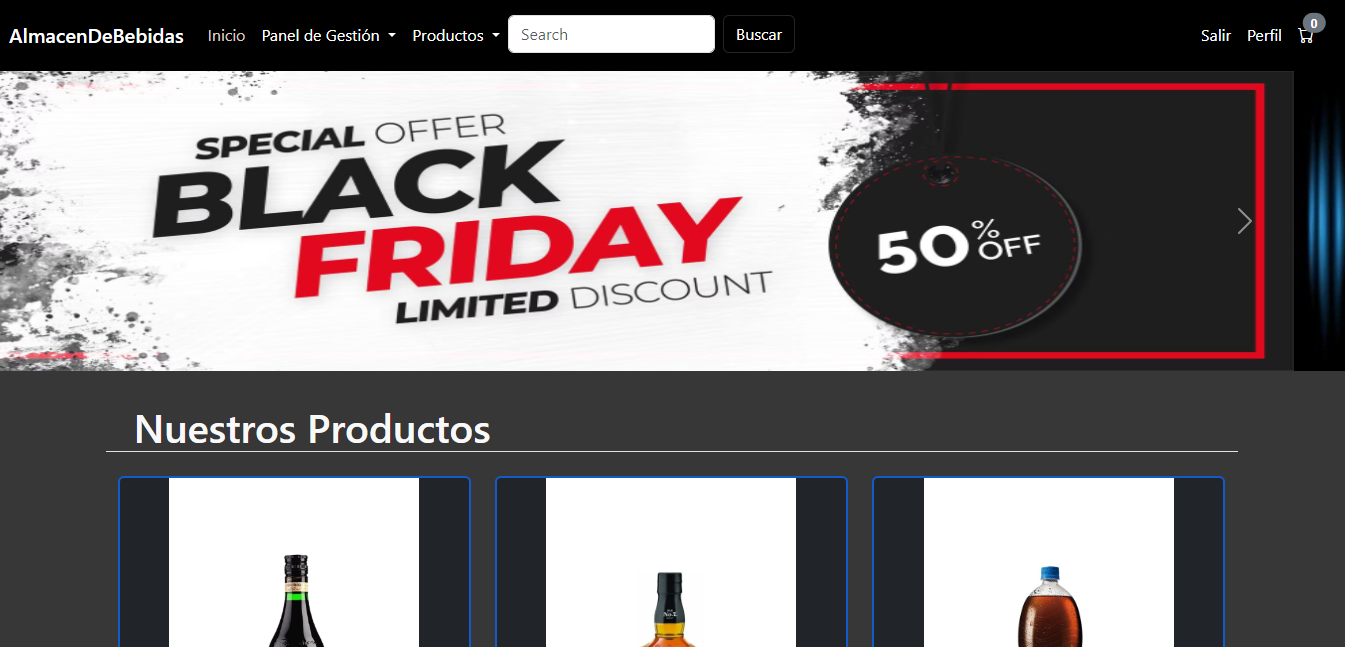 AlmacenDeBebidas Inicio Panel de Gestión Productos Search Buscar Salir Perfil 0
SPECIAL OFFER
BLACK
FRIDAY
LIMITED DISCOUNT
50% OFF
Nuestros Productos